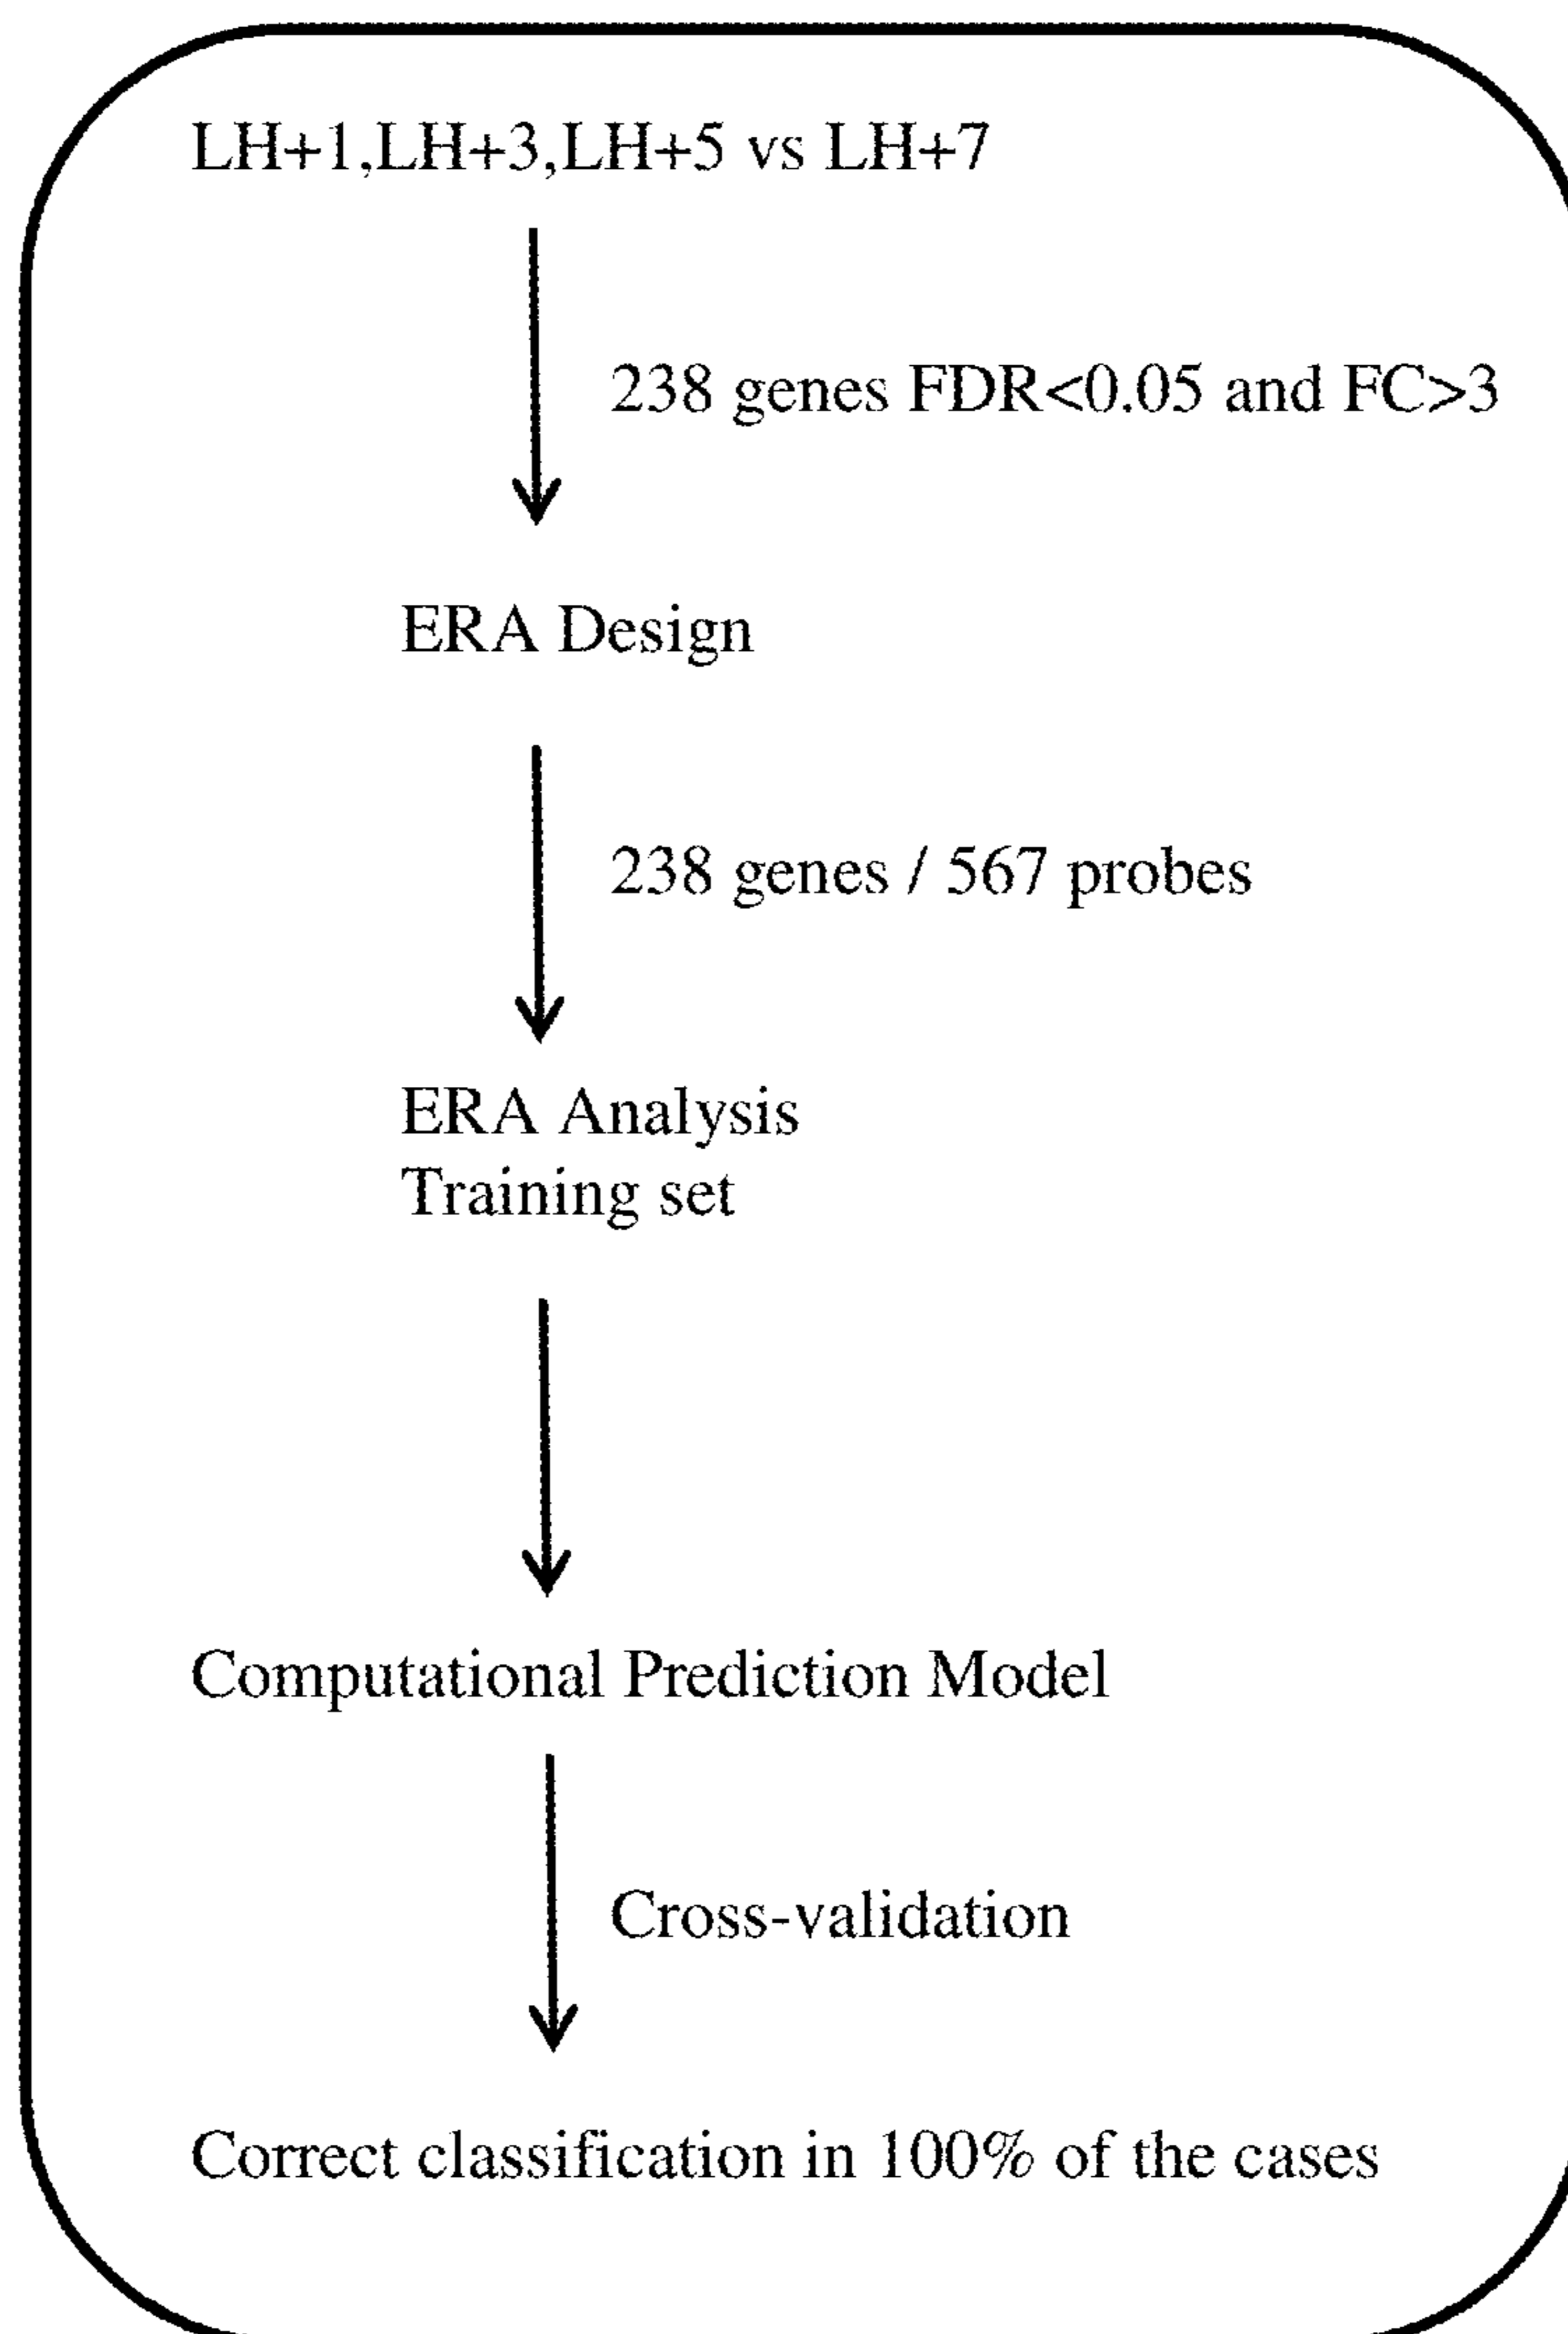 LH+1,LH+3,LH+5 vs LH+7
238 genes FDR<0.05 and FC>3
ERA Design
238 genes / 567 probes
ERA Analysis
Training set
Computational Prediction Model
Cross-validation
Correct classification in 100% of the cases